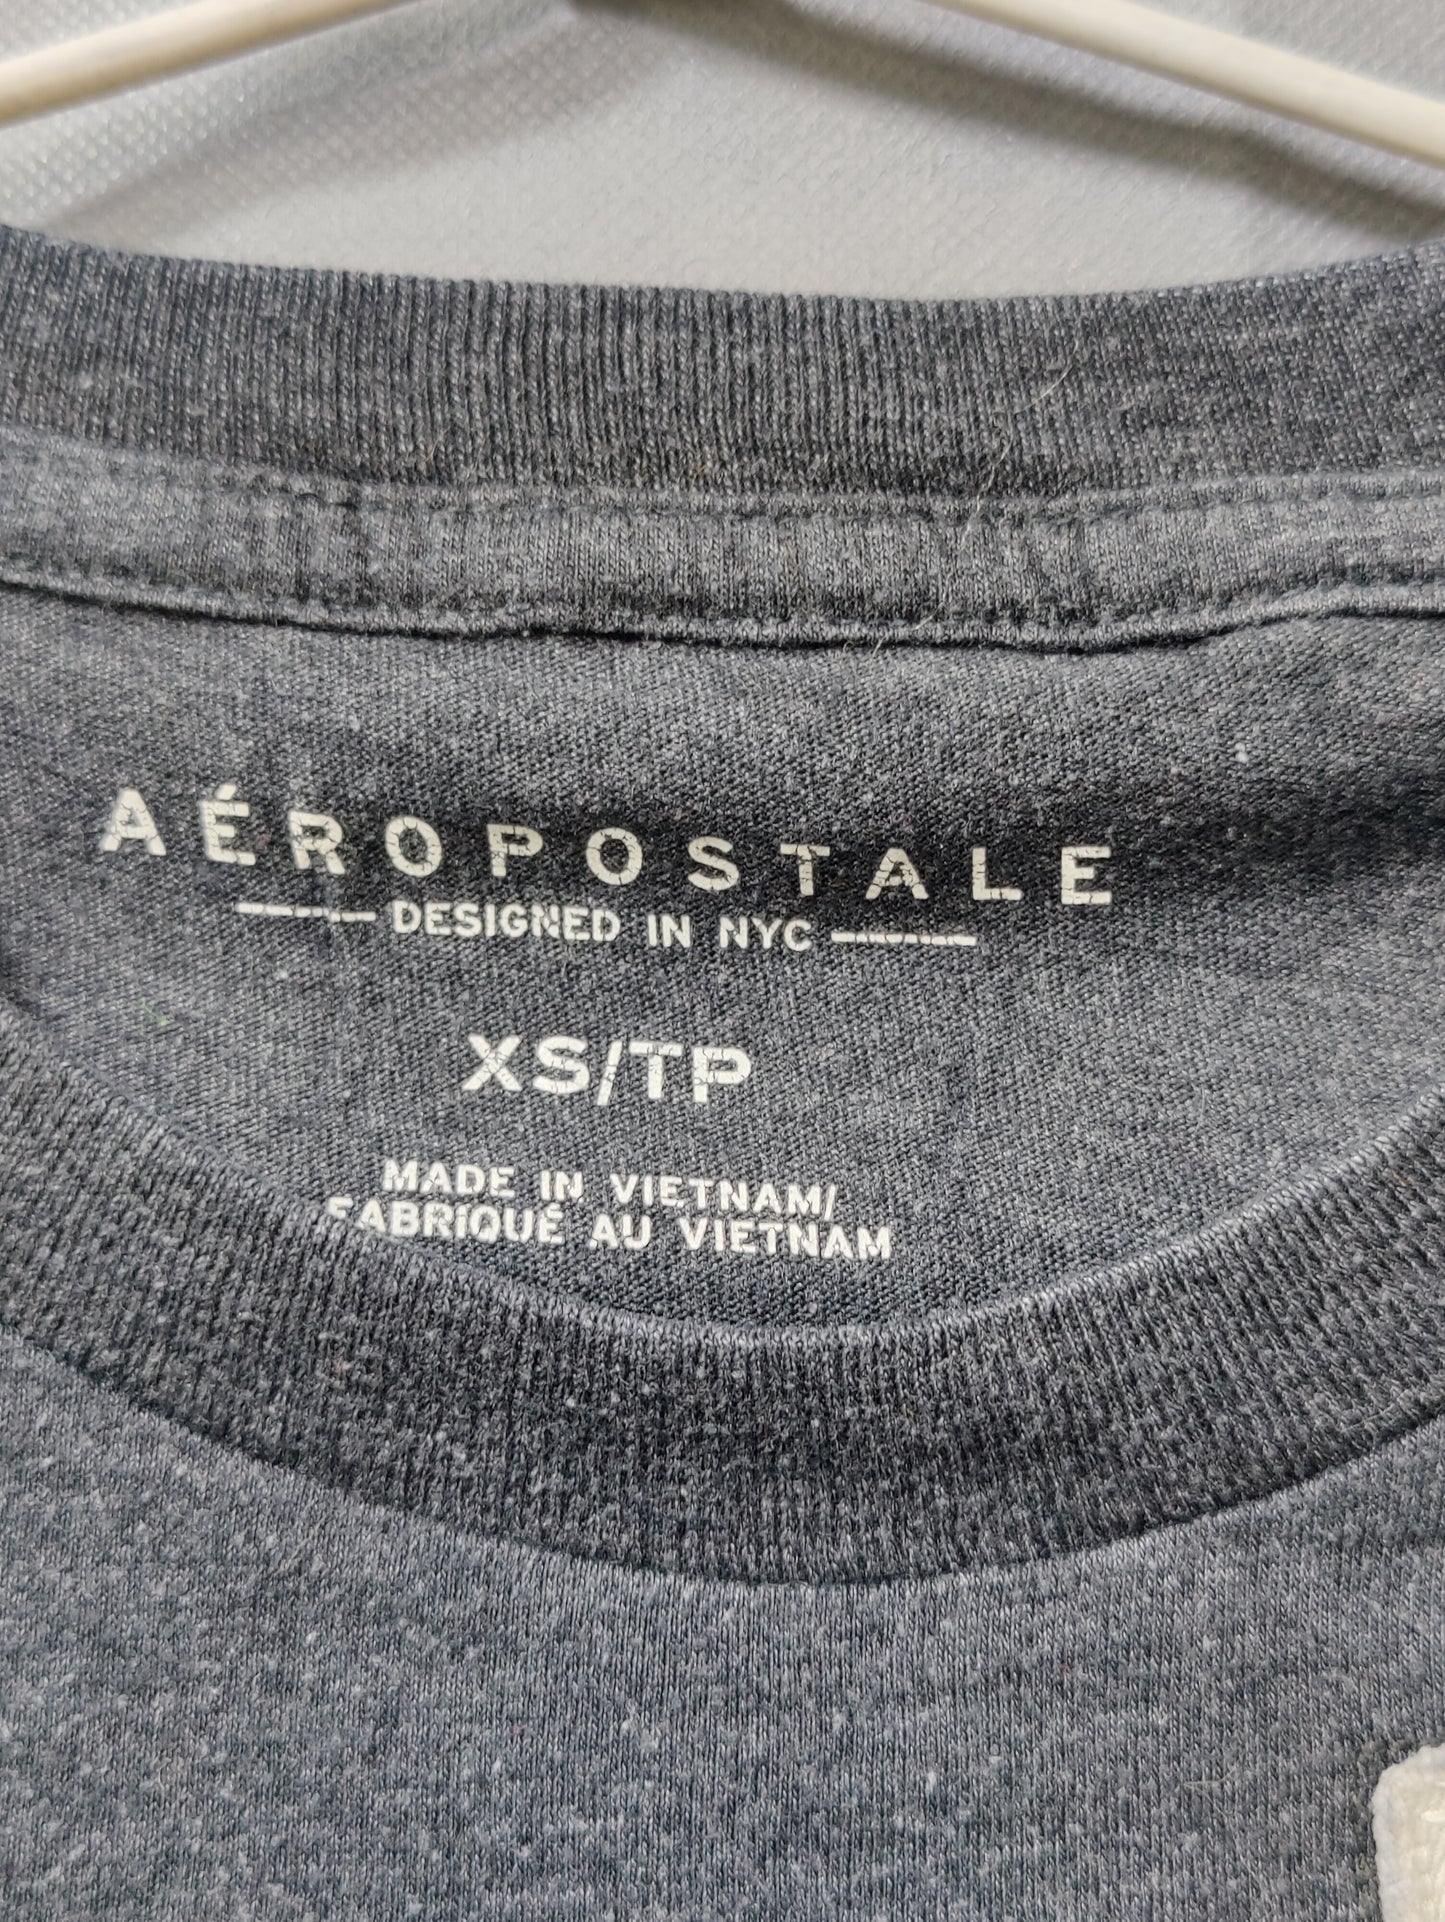 AÉROPOSTALE
DESIGNED IN NYC
XS/TP
MADE IN VIETNAM/
FABRIQUÉ AU VIETNAM